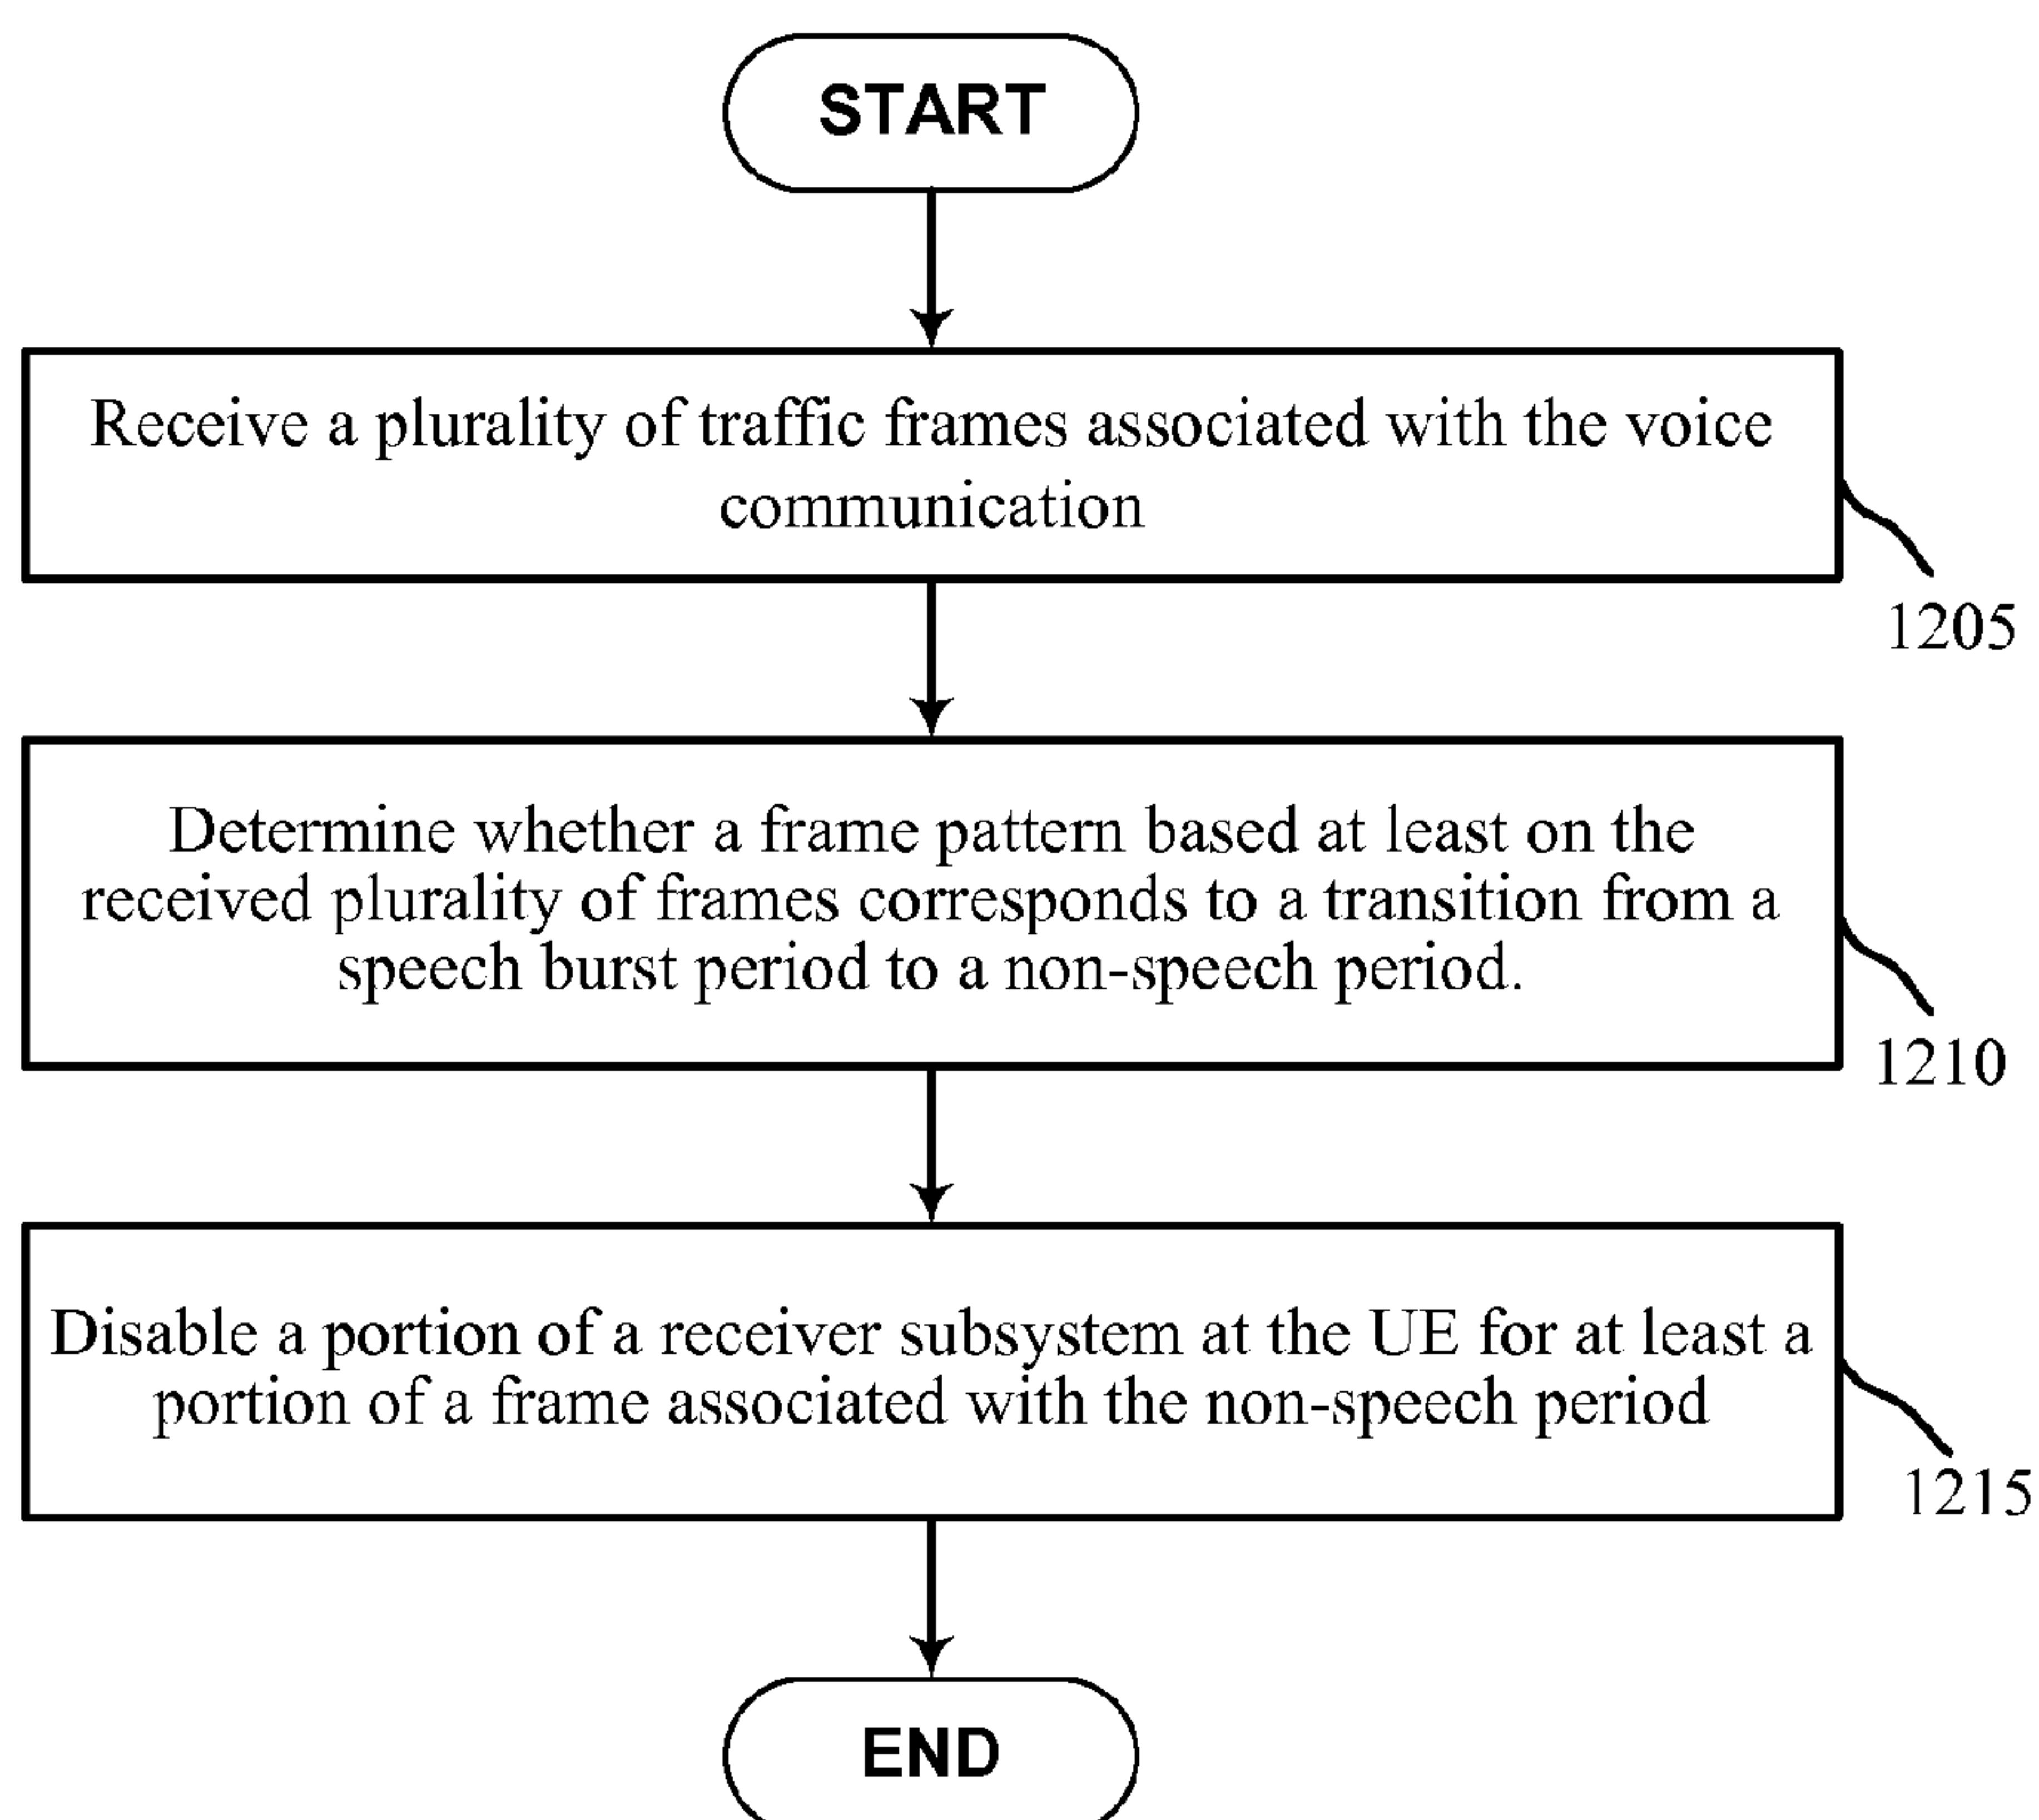 START
Receive a plurality of traffic frames associated with the voice
communication
1205
Determine whether a frame pattern based at least on the
received plurality of frames corresponds to a transition from a
speech burst period to a non-speech period.
1210
Disable a portion of a receiver subsystem at the UE for at least a
portion of a frame associated with the non-speech period
1215
END